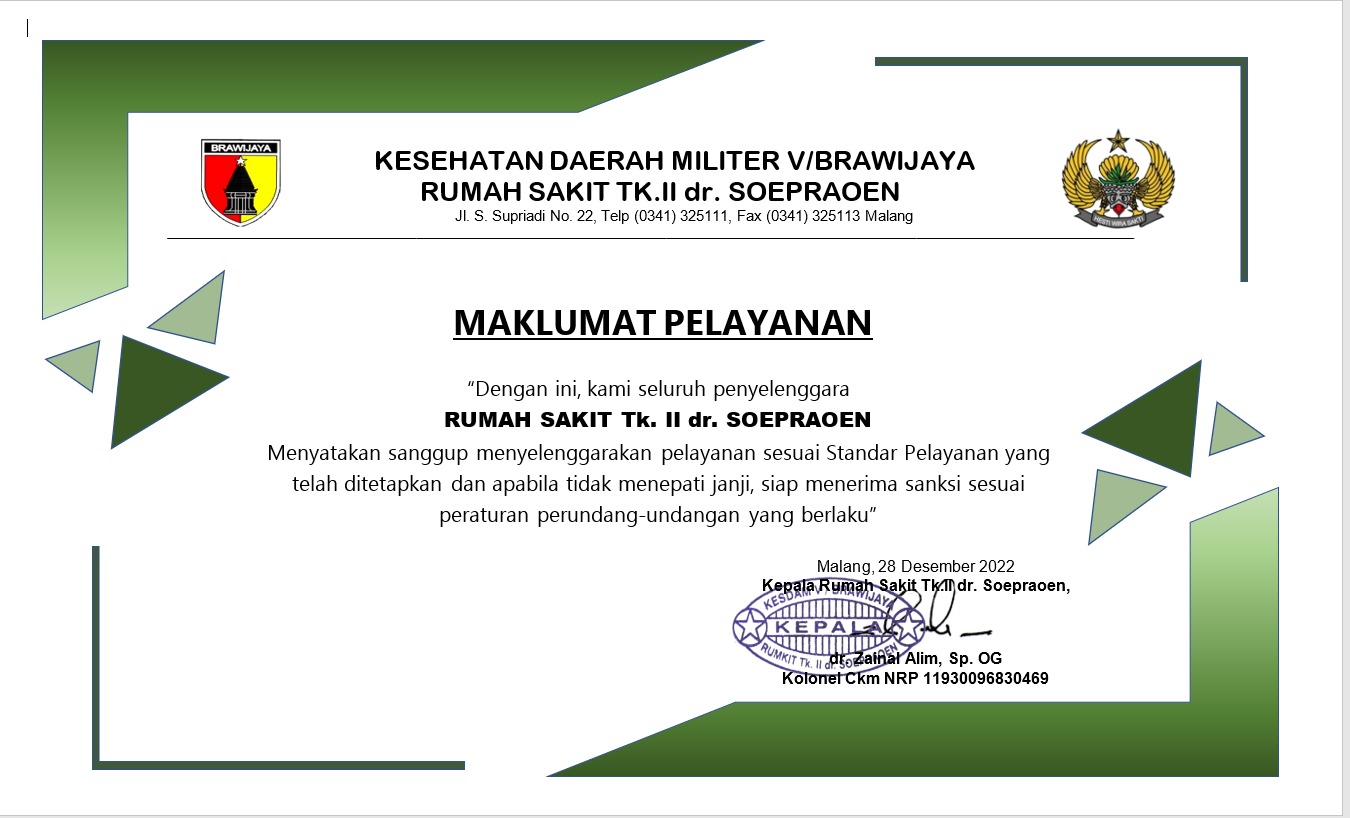 BRAWIJAYA
KESEHATAN DAERAH MILITER V/BRAWIJAYA
RUMAH SAKIT TK.II dr. SOEPRAOEN
Jl. S. Supriadi No. 22, Telp (0341) 325111, Fax (0341) 325113 Malang
HESTI WIRA SAKTI
MAKLUMAT PELAYANAN
“Dengan ini, kami seluruh penyelenggara
RUMAH SAKIT Tk. II dr. SOEPRAOEN
Menyatakan sanggup menyelenggarakan pelayanan sesuai Standar Pelayanan yang
telah ditetapkan dan apabila tidak menepati janji, siap menerima sanksi sesuai
peraturan perundang-undangan yang berlaku”
Malang, 28 Desember 2022
Kepala Rumah Sakit Tk.II dr. Soepraoen,
KESDAM V / BRAWIJAYA
KEPALA
RUMKIT Tk. II dr. SOEPRAOEN
dr. Zainal Alim, Sp. OG
Kolonel Ckm NRP 11930096830469